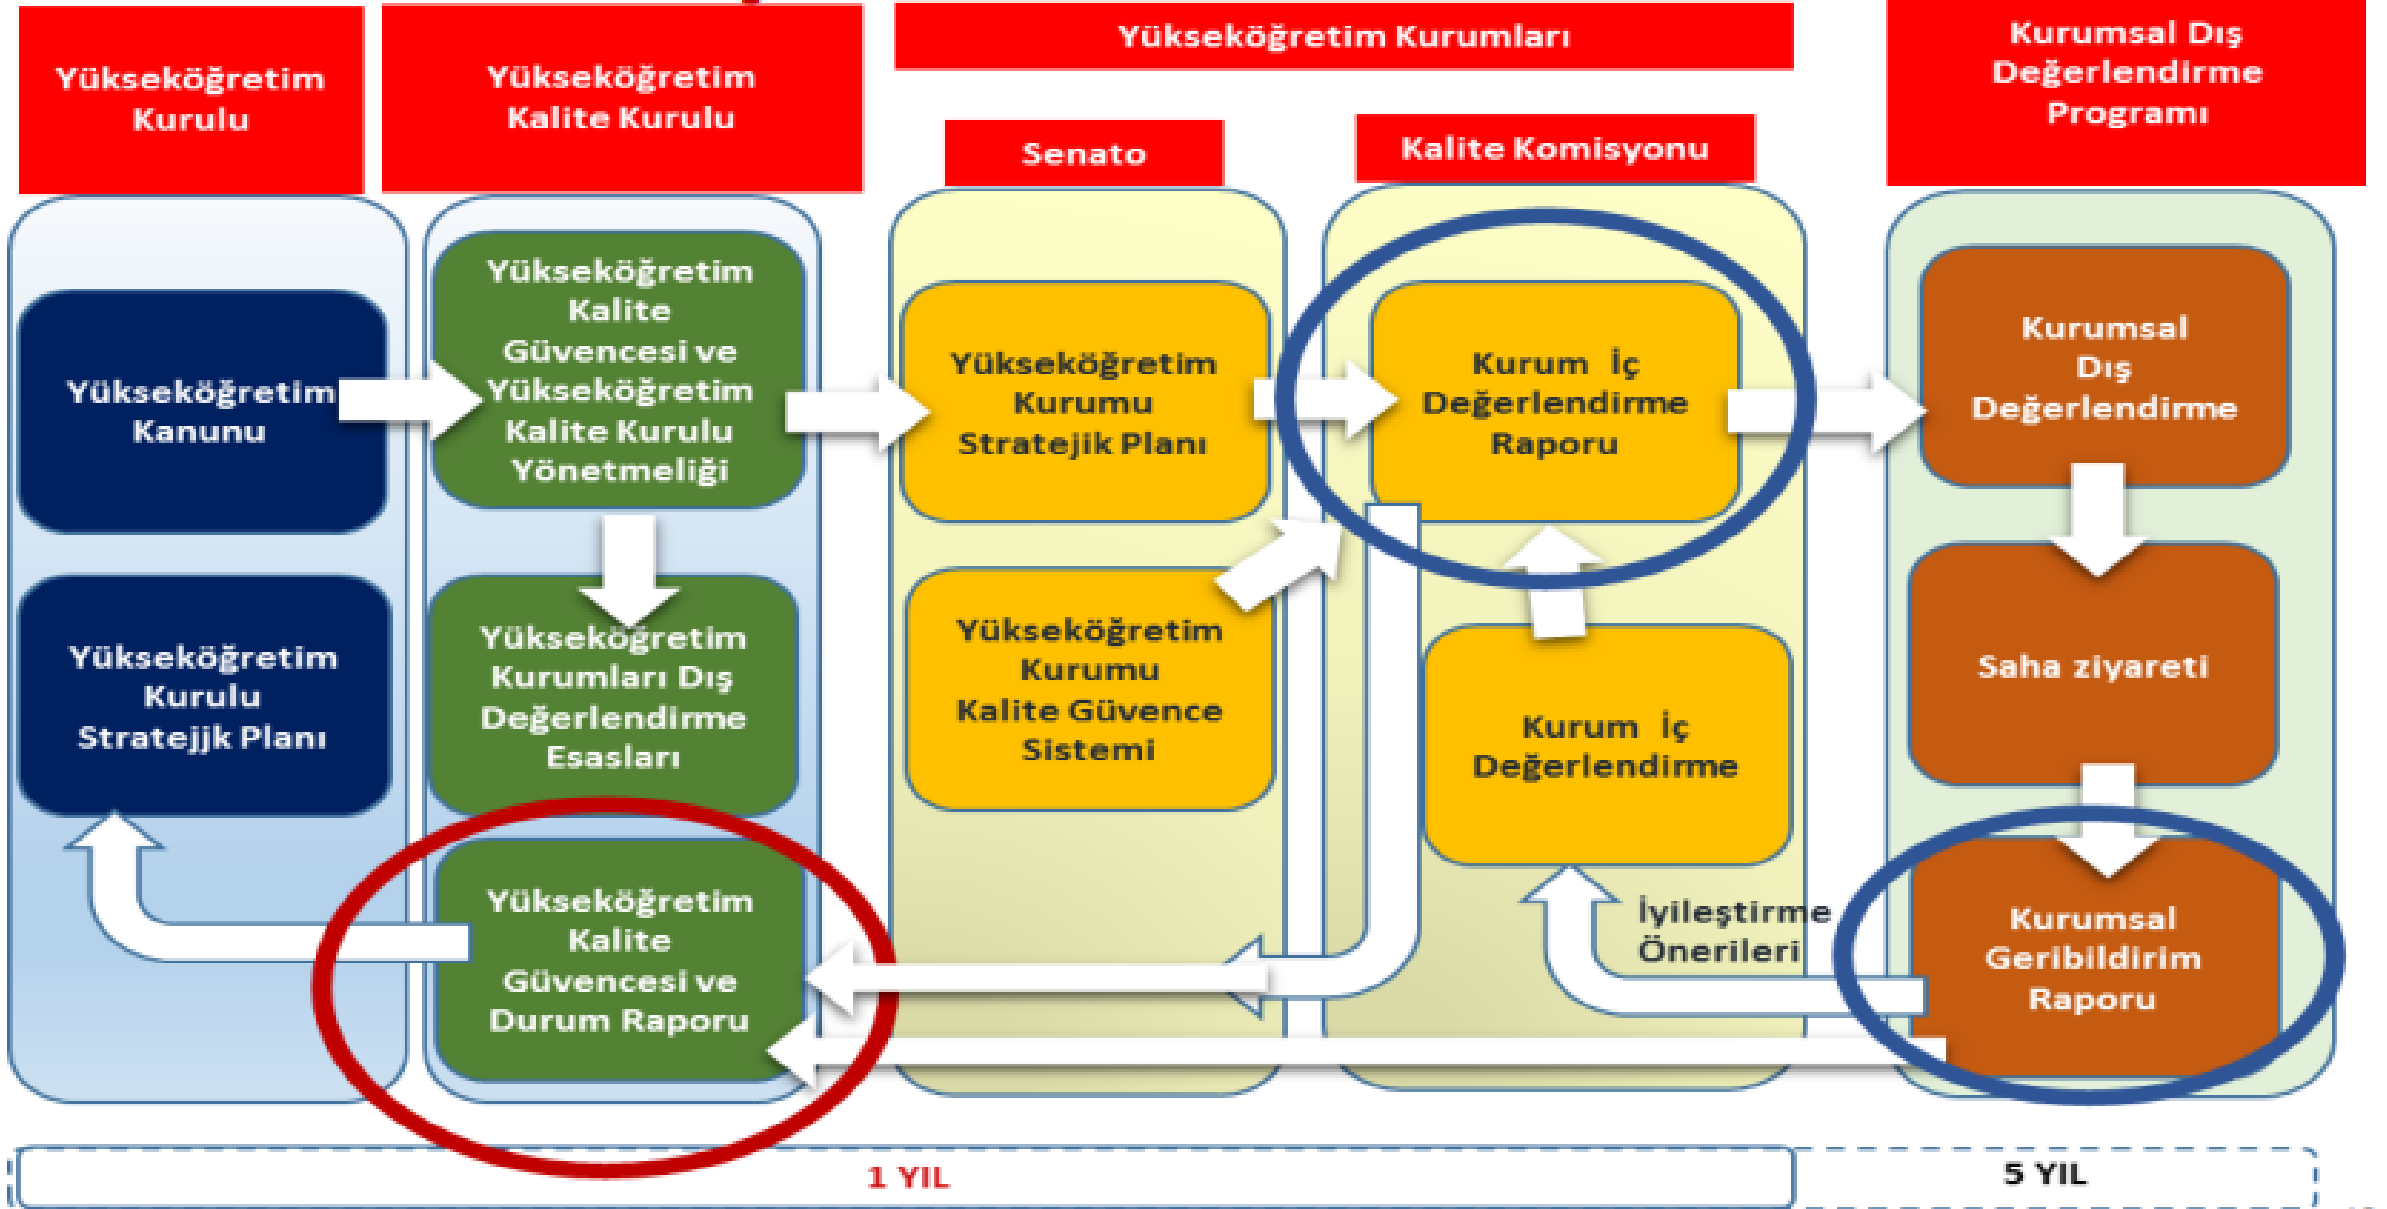 Yükseköğretim
Kurulu
Yükseköğretim
Kalite Kurulu
Yükseköğretim Kurumları
Senato
Kalite Komisyonu
Kurumsal Dış
Değerlendirme
Programı
Yükseköğretim
Kanunu
Yükseköğretim
Kurulu
Stratejjk Planı
Yükseköğretim
Kalite
Güvencesi ve
Yükseköğretim
Kalite Kurulu
Yönetmeliği
Yükseköğretim
Kurumları Dış
Değerlendirme
Esasları
Yükseköğretim
Kalite
Güvencesi ve
Durum Raporu
Yükseköğretim
Kurumu
Stratejik Planı
Yükseköğretim
Kurumu
Kalite Güvence
Sistemi
Kurum İç
Değerlendirme
Raporu
Kurum İç
Değerlendirme
İyileştirme
Önerileri
Kurumsal
Dış
Değerlendirme
Saha ziyareti
Kurumsal
Geribildirim
Raporu
1 YIL
5 YIL